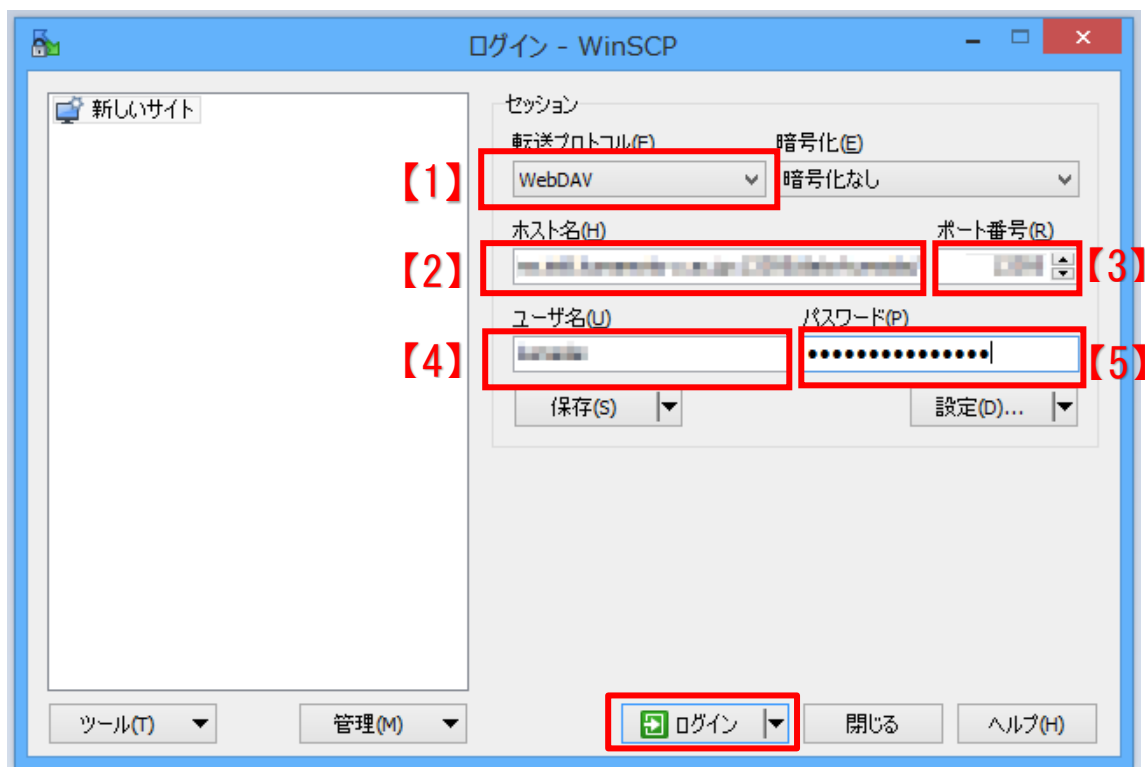 ログイン - WinSCP
新しいサイト
セッション
転送プロトコル(F) 暗号化(E)
【1】 WebDAV 暗号化なし
ホスト名(H) ポート番号(R)
【2】 【3】
ユーザ名(U) パスワード(P)
【4】 ●●●●●●●●●●●●●●● 【5】
保存(S) 設定(D)...
ツール(T) 管理(M) ログイン 閉じる ヘルプ(H)